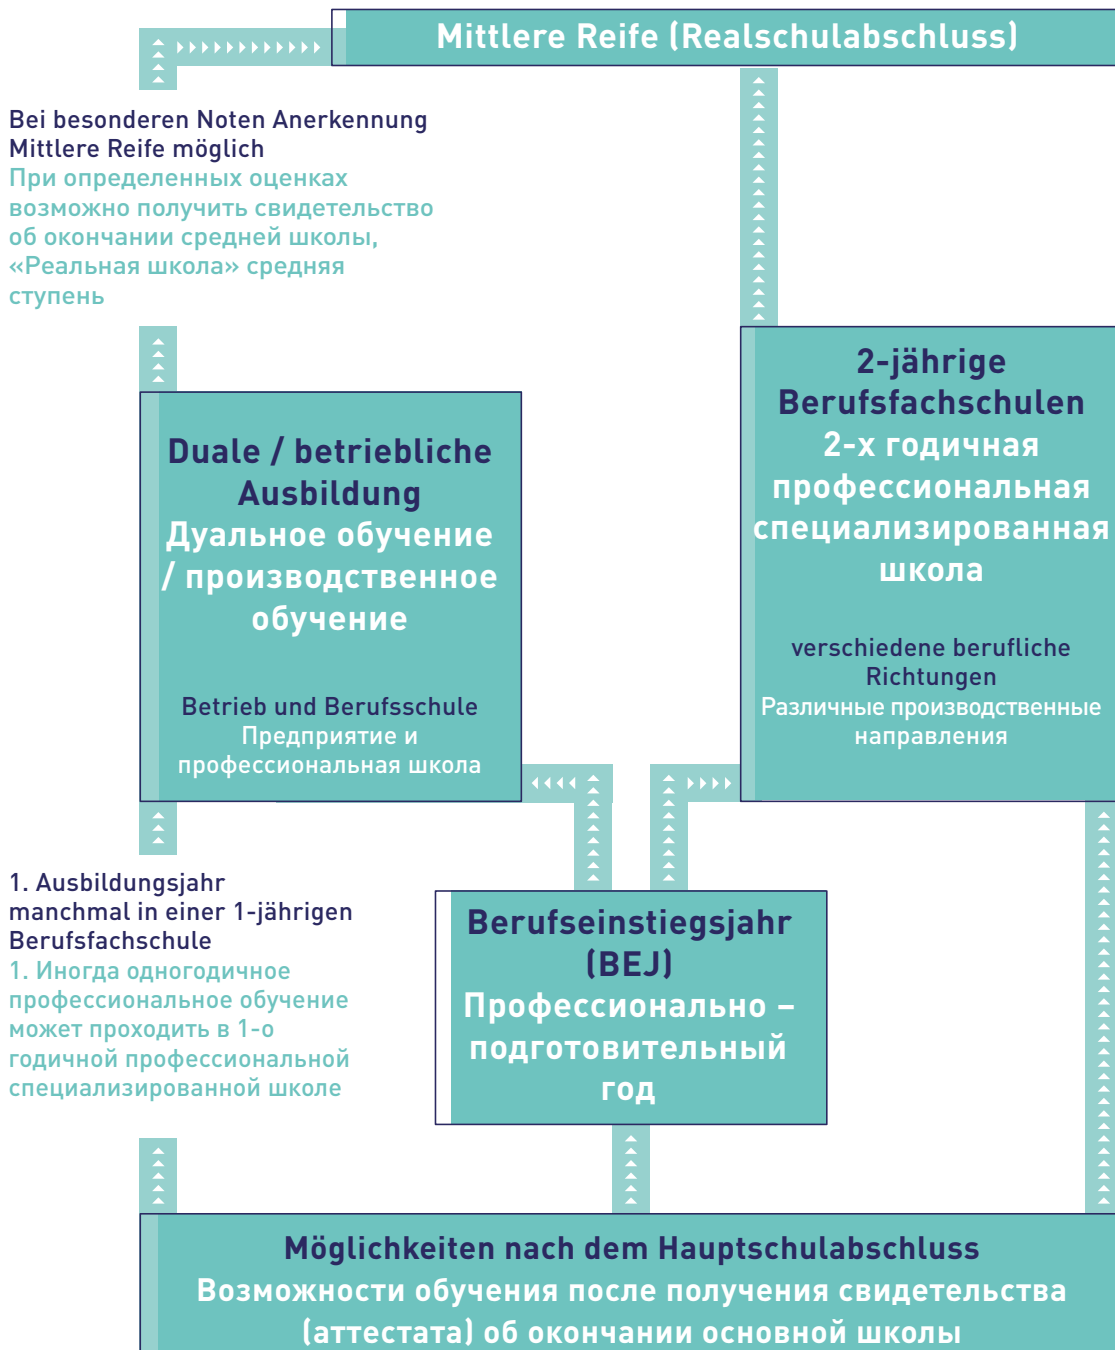 Mittlere Reife (Realschulabschluss)
Bei besonderen Noten Anerkennung
Mittlere Reife möglich
При определенных оценках
возможно получить свидетельство
об окончании средней школы,
«Реальная школа» средняя
ступень
2-jährige
Berufsfachschulen
2-х годичная
профессиональная
специализированная
школа
verschiedene berufliche
Richtungen
Различные производственные
направления
Duale / betriebliche
Ausbildung
Дуальное обучение
/ производственное
обучение
Betrieb und Berufsschule
Предприятие и
профессиональная школа
1. Ausbildungsjahr
manchmal in einer 1-jährigen
Berufsfachschule
1. Иногда одногодичное
профессиональное обучение
может проходить в 1-о
годичной профессиональной
специализированной школе
Berufseinstiegsjahr
(BEJ)
Профессионально –
подготовительный
год
Möglichkeiten nach dem Hauptschulabschluss
Возможности обучения после получения свидетельства
(аттестата) об окончании основной школы